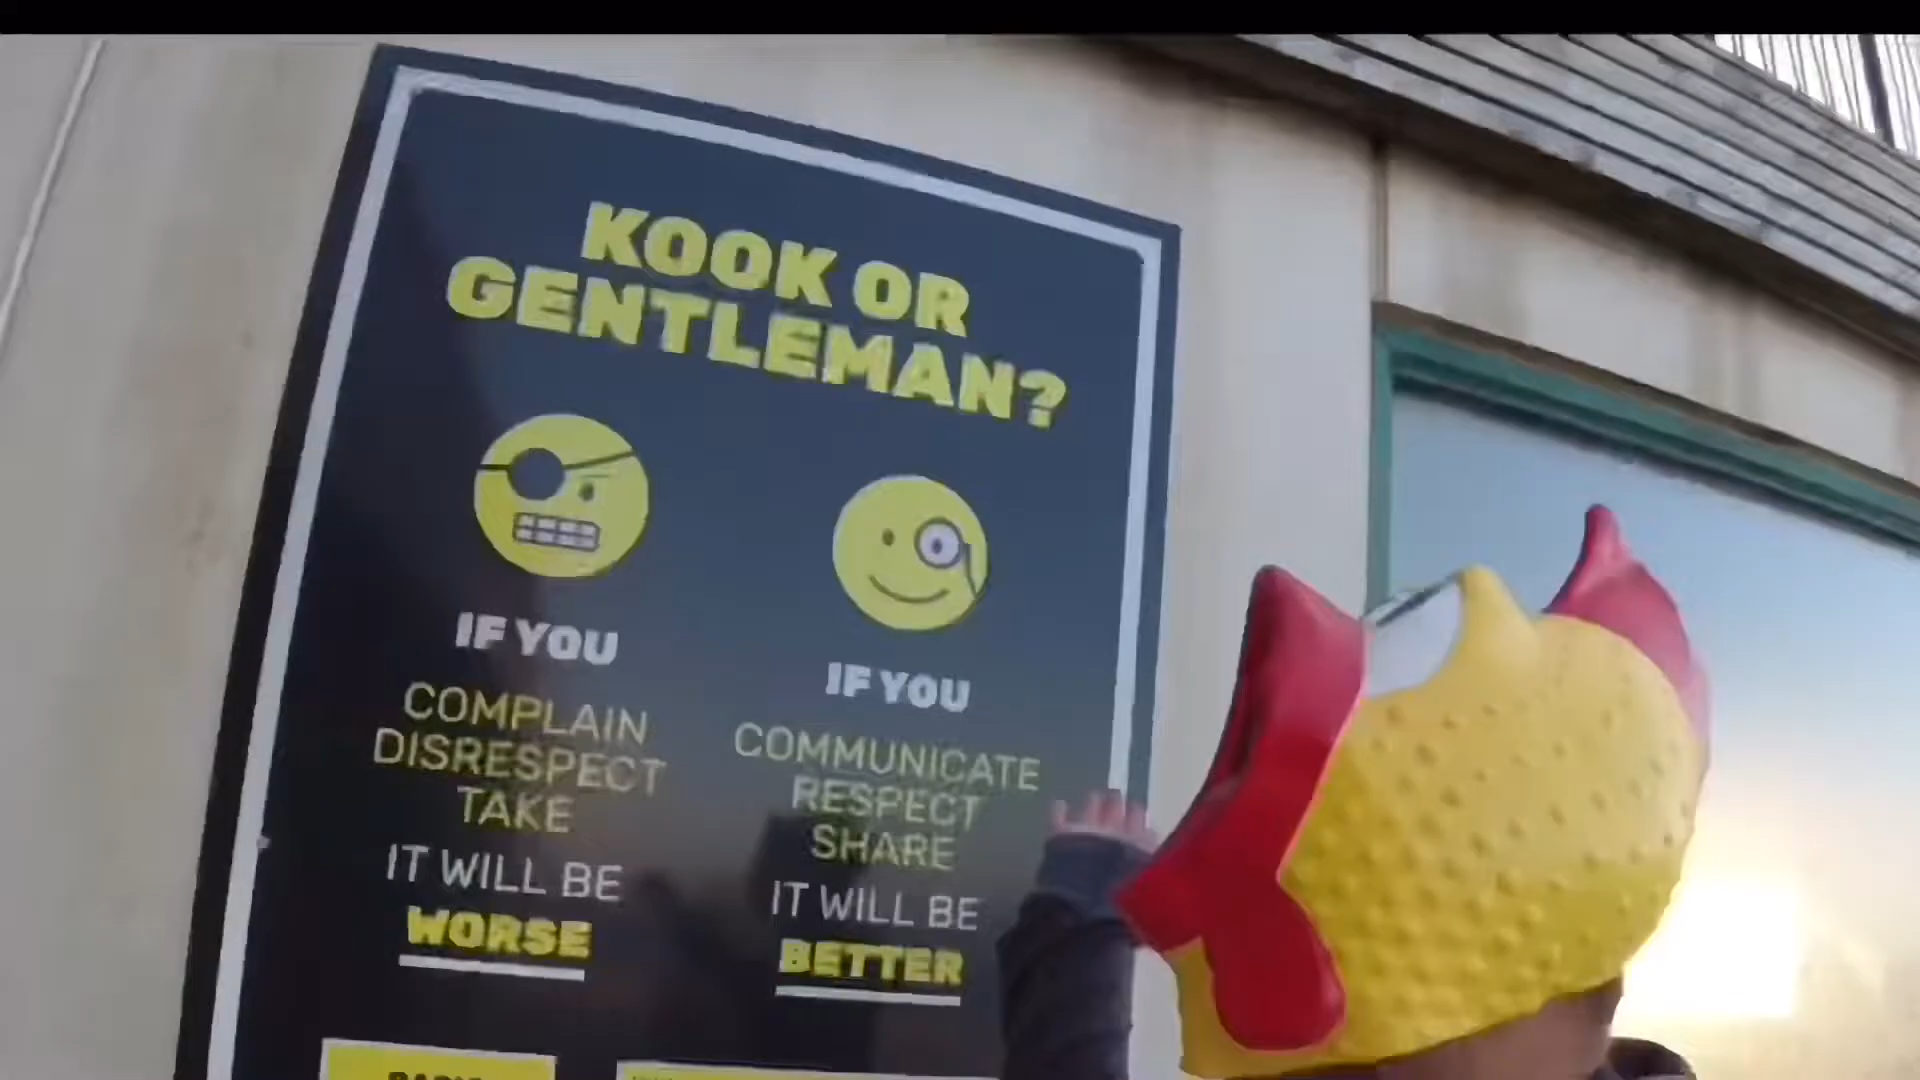 KOOK OR
GENTLEMAN?
IF YOU
COMPLAIN
DISRESPECT
TAKE
IT WILL BE
WORSE
IF YOU
COMMUNICATE
RESPECT
SHARE
IT WILL BE
BETTER